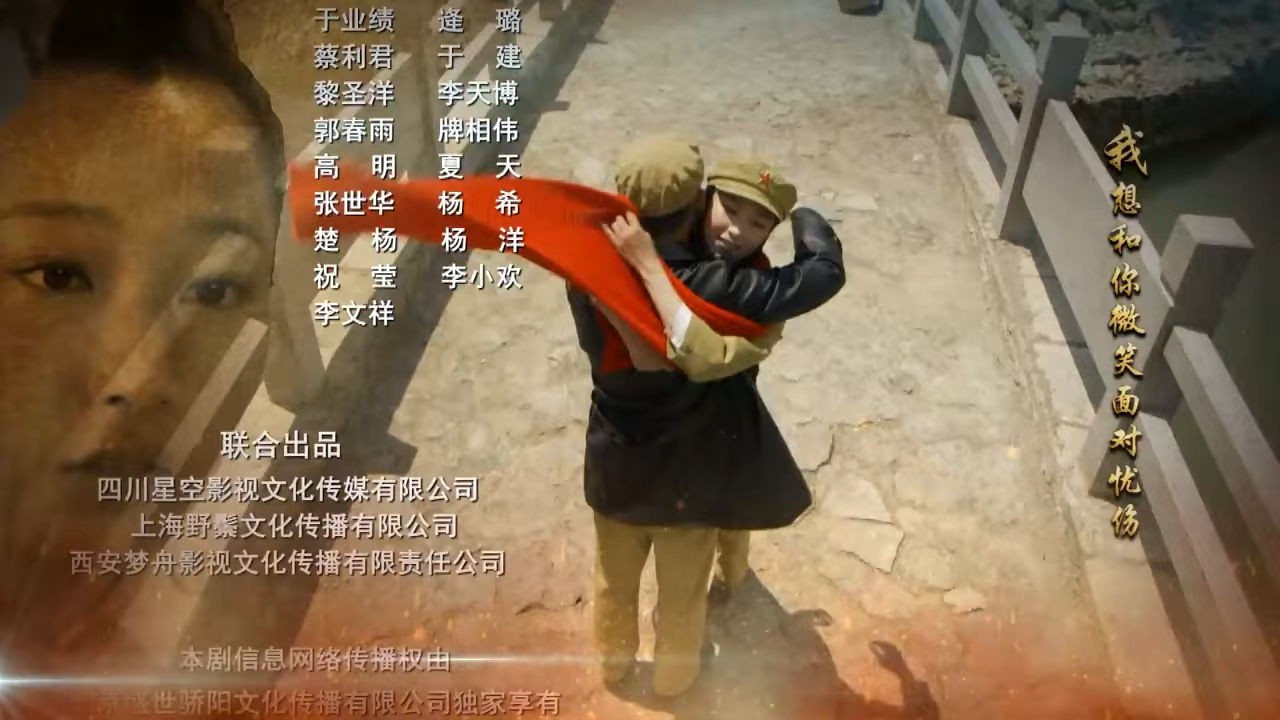 于业绩 逄 璐
蔡利君 于 建
黎圣洋 李天博
郭春雨 牌相伟
高 明 夏 天
张世华 杨 希
楚 杨 杨 洋
祝 莹 李小欢
李文祥
联合出品
四川星空影视文化传媒有限公司
上海野鬃文化传播有限公司
西安梦舟影视文化传播有限责任公司
本剧信息网络传播权由
京盛世骄阳文化传播有限公司独家享有
我想和你微笑面对忧伤